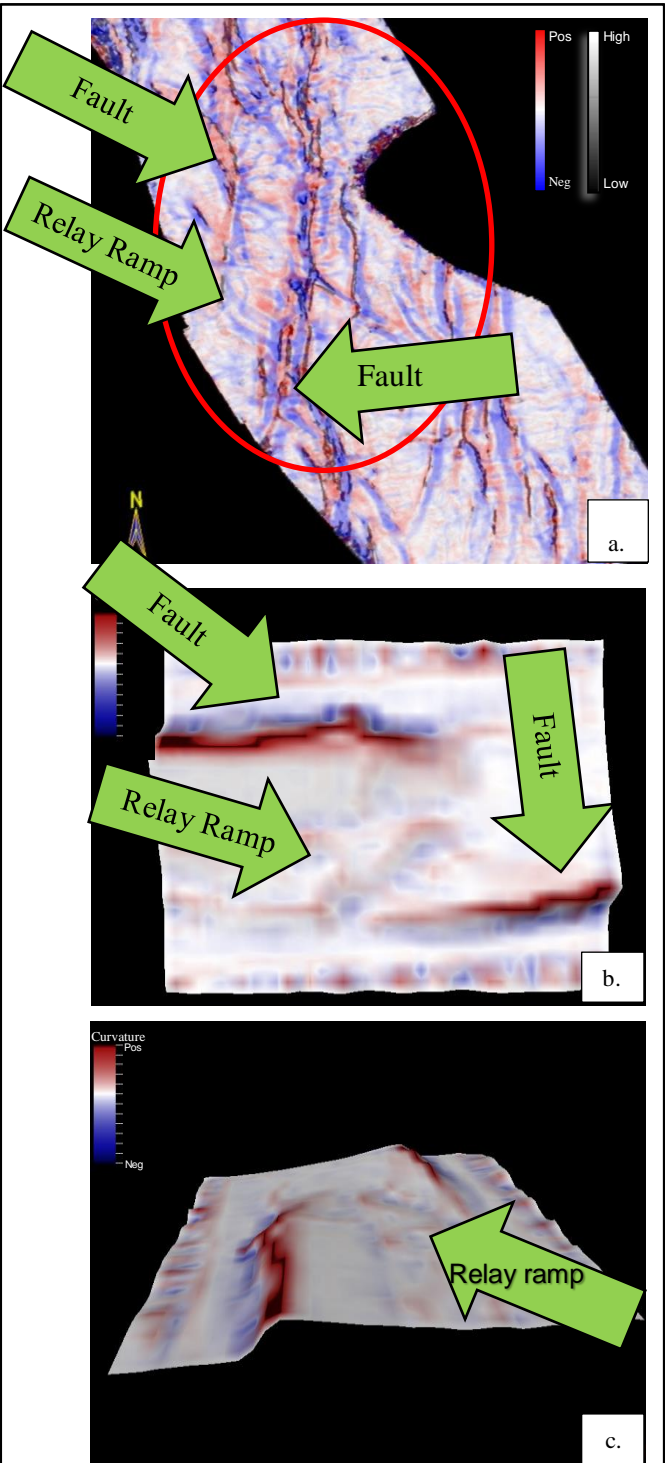 Fault
Pos
High
Neg
Low
Relay Ramp
Fault
N
a.
Fault
Fault
Relay Ramp
b.
Curvature
Pos
Neg
Relay ramp
c.